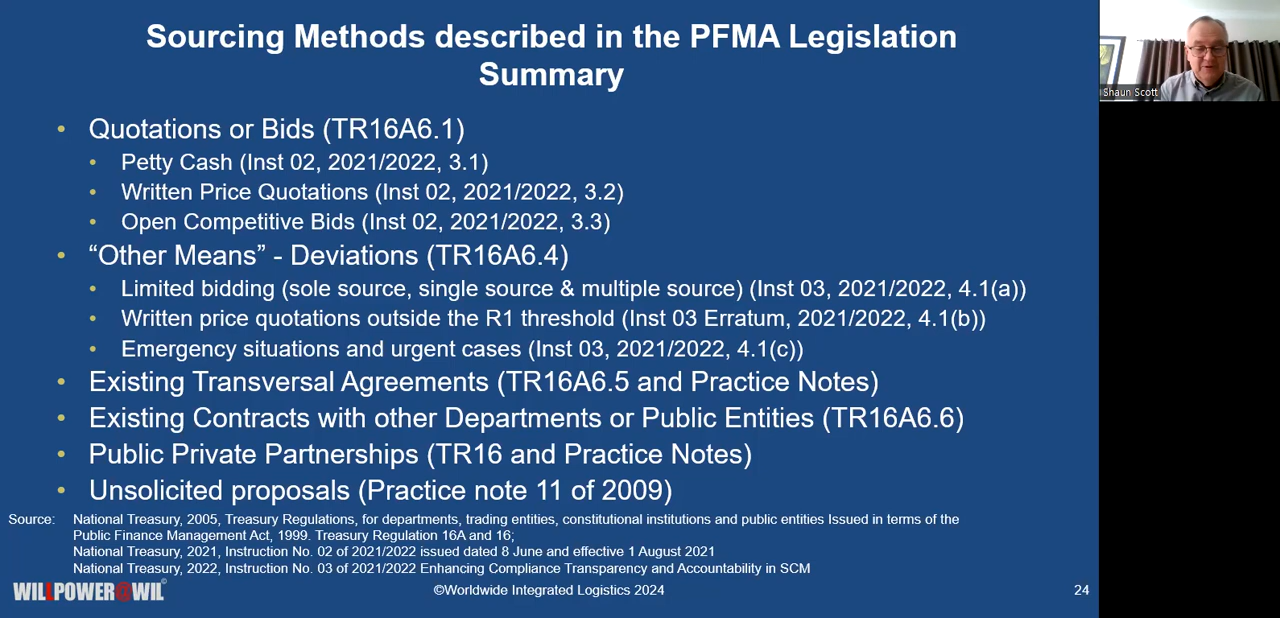 Sourcing Methods described in the PFMA Legislation
Summary
• Quotations or Bids (TR16A6.1)
• Petty Cash (Inst 02, 2021/2022, 3.1)
• Written Price Quotations (Inst 02, 2021/2022, 3.2)
• Open Competitive Bids (Inst 02, 2021/2022, 3.3)
• “Other Means” - Deviations (TR16A6.4)
• Limited bidding (sole source, single source & multiple source) (Inst 03, 2021/2022, 4.1(a))
• Written price quotations outside the R1 threshold (Inst 03 Erratum, 2021/2022, 4.1(b))
• Emergency situations and urgent cases (Inst 03, 2021/2022, 4.1(c))
• Existing Transversal Agreements (TR16A6.5 and Practice Notes)
• Existing Contracts with other Departments or Public Entities (TR16A6.6)
• Public Private Partnerships (TR16 and Practice Notes)
• Unsolicited proposals (Practice note 11 of 2009)
Source: National Treasury, 2005, Treasury Regulations, for departments, trading entities, constitutional institutions and public entities Issued in terms of the
Public Finance Management Act, 1999. Treasury Regulation 16A and 16;
National Treasury, 2021, Instruction No. 02 of 2021/2022 issued dated 8 June and effective 1 August 2021
National Treasury, 2022, Instruction No. 03 of 2021/2022 Enhancing Compliance Transparency and Accountability in SCM
WILLPOWER@WIL©
©Worldwide Integrated Logistics 2024
24
Shaun Scott